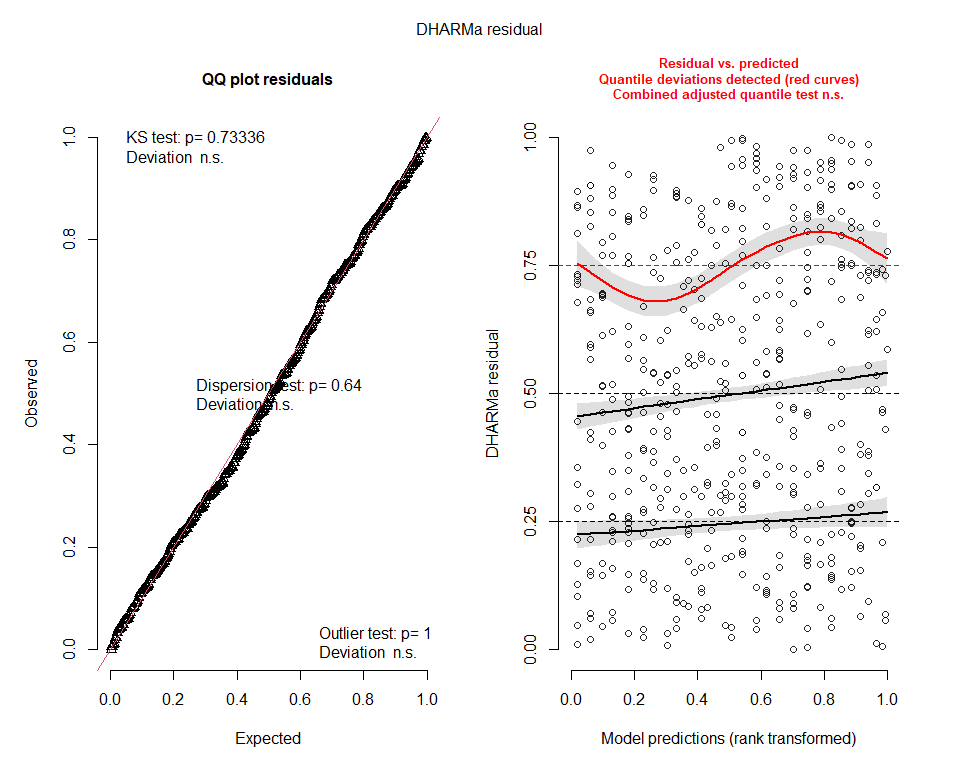 DHARMa residual
QQ plot residuals
KS test: p= 0.73336
Deviation n.s.
Dispersion test: p= 0.64
Deviation n.s.
Outlier test: p= 1
Deviation n.s.
Observed
0.0
0.2
0.4
0.6
0.8
1.0
0.0
0.2
0.4
0.6
0.8
1.0
Expected
Residual vs. predicted
Quantile deviations detected (red curves)
Combined adjusted quantile test n.s.
DHARMa residual
0.00
0.25
0.50
0.75
1.00
0.0
0.2
0.4
0.6
0.8
1.0
Model predictions (rank transformed)